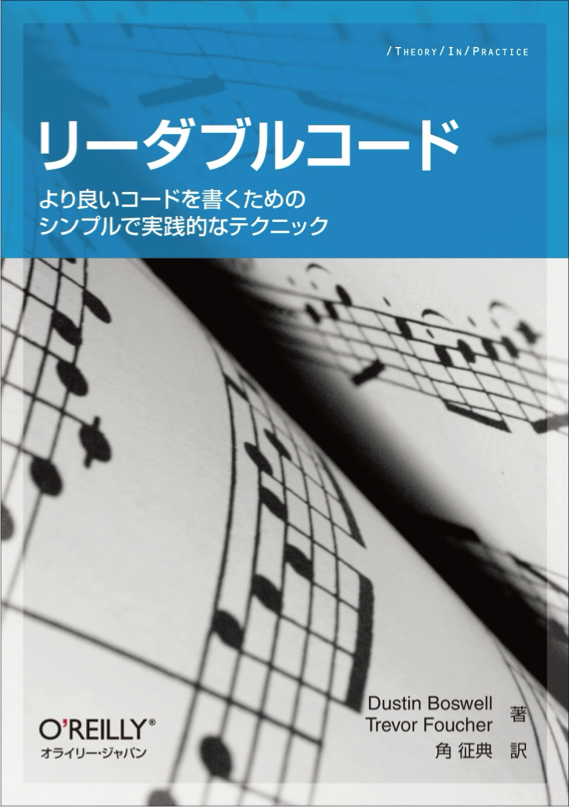 /THEORY/IN/PRACTICE
リーダブルコード
より良いコードを書くための
シンプルで実践的なテクニック
Dustin Boswell
Trevor Foucher
著
角 征典 訳
O'REILLY®
オライリー・ジャパン